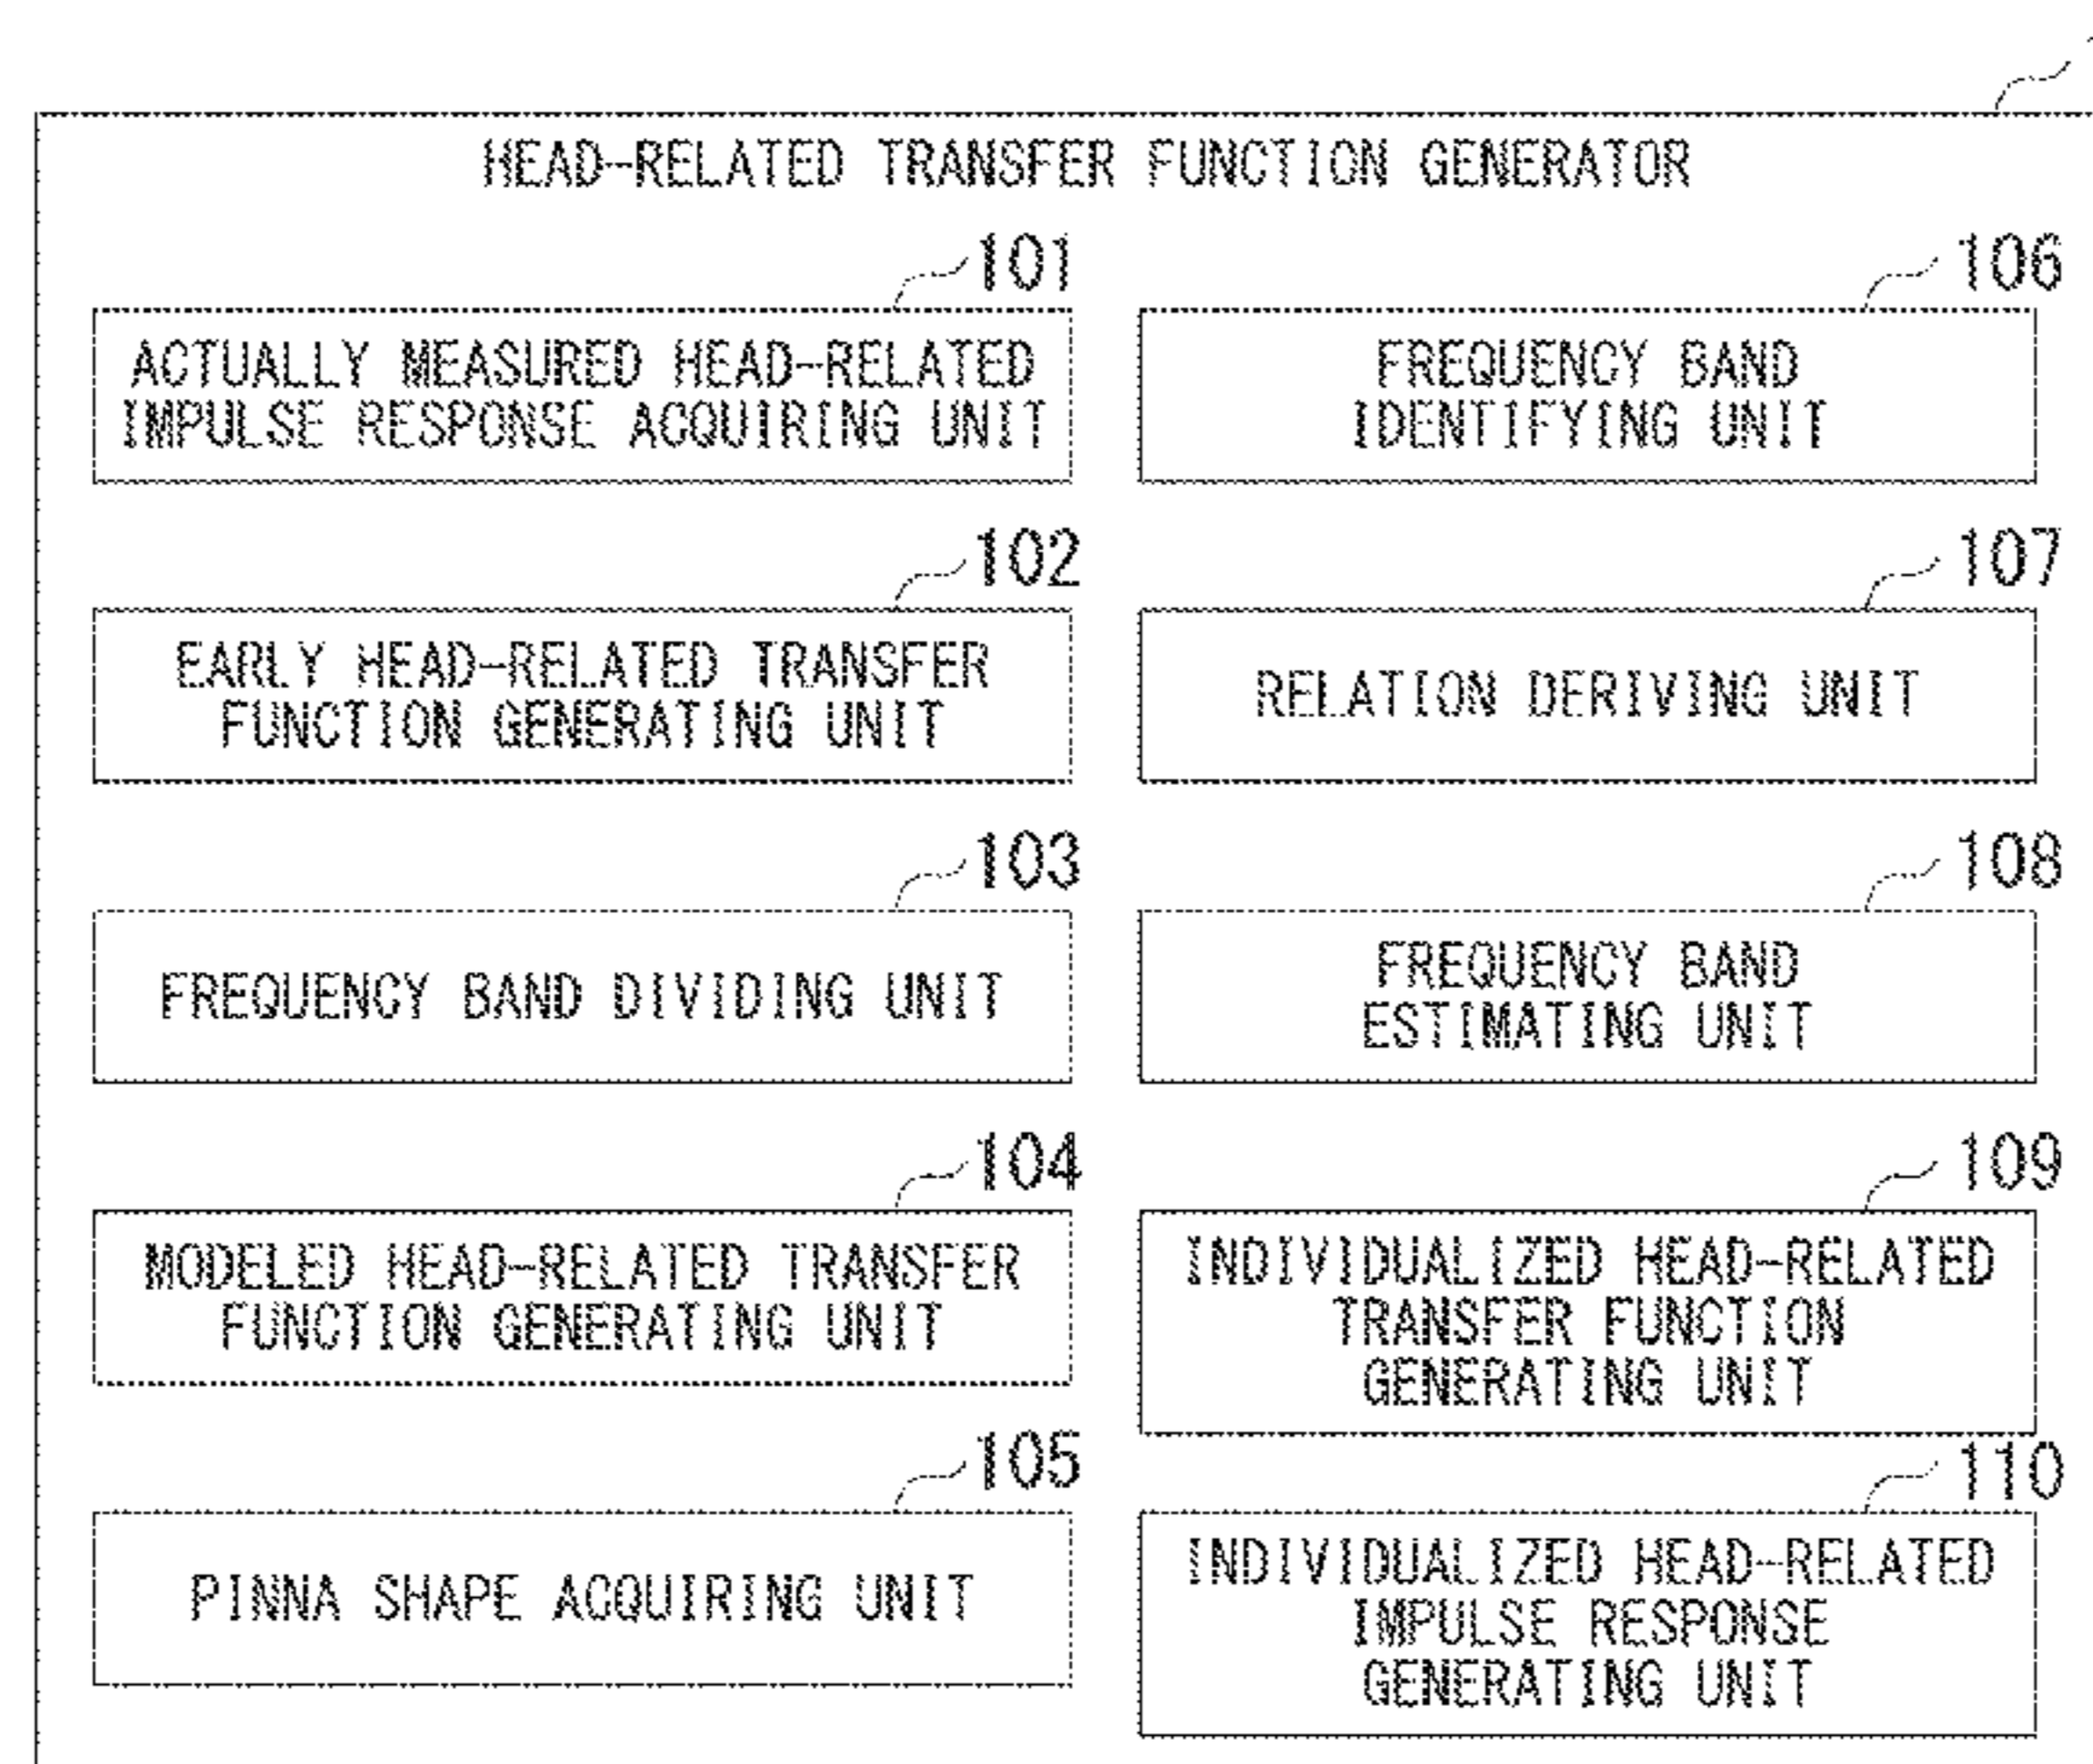 HEAD-RELATED TRANSFER FUNCTION GENERATOR
101
ACTUALLY MEASURED HEAD-RELATED
IMPULSE RESPONSE ACQUIRING UNIT
102
EARLY HEAD-RELATED TRANSFER
FUNCTION GENERATING UNIT
103
FREQUENCY BAND DIVIDING UNIT
104
MODELED HEAD-RELATED TRANSFER
FUNCTION GENERATING UNIT
105
PINNA SHAPE ACQUIRING UNIT
106
FREQUENCY BAND
IDENTIFYING UNIT
107
RELATION DERIVING UNIT
108
FREQUENCY BAND
ESTIMATING UNIT
109
INDIVIDUALIZED HEAD-RELATED
TRANSFER FUNCTION
GENERATING UNIT
110
INDIVIDUALIZED HEAD-RELATED
IMPULSE RESPONSE
GENERATING UNIT